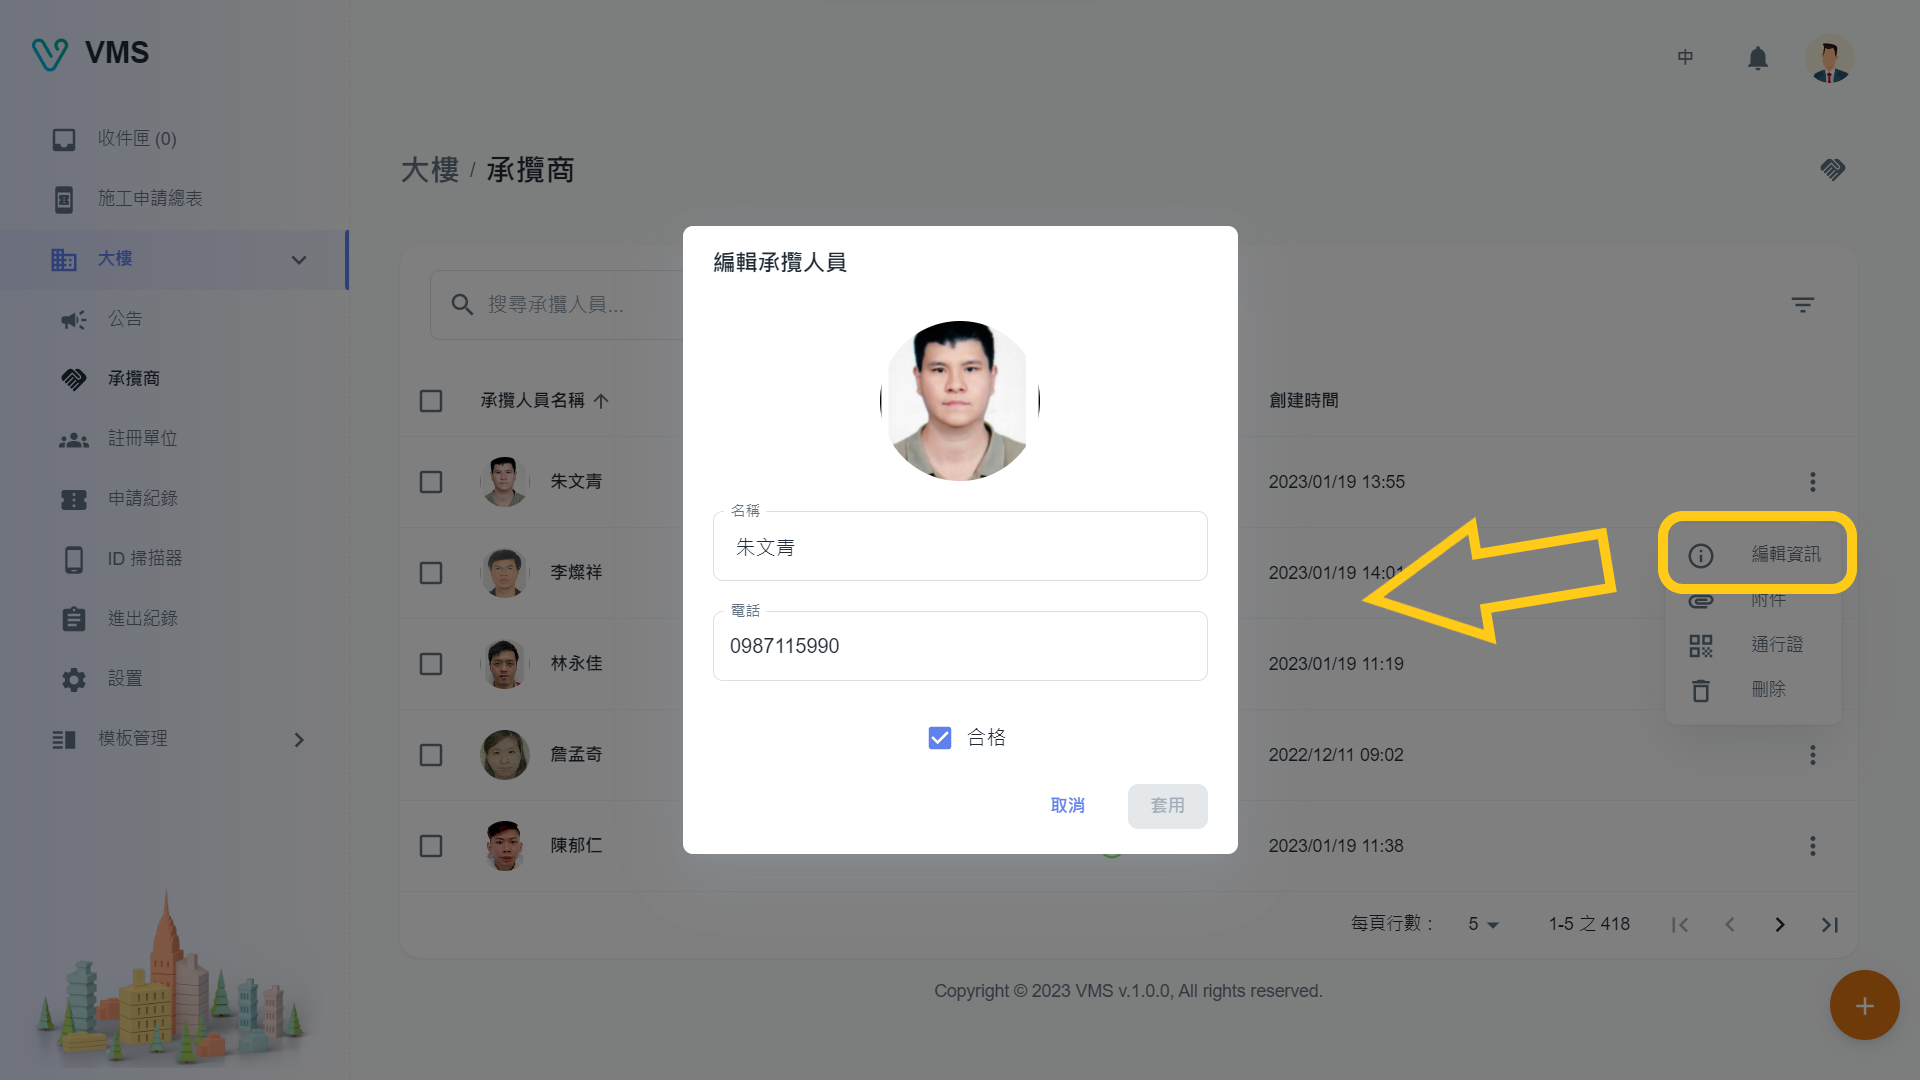 VMS
中
收件匣 (0)
施工申請總表
大樓
公告
承攬商
註冊單位
申請紀錄
ID 掃描器
進出紀錄
設置
模板管理
大樓 / 承攬商
搜尋承攬人員...
承攬人員名稱
創建時間
朱文青
2023/01/19 13:55
李燦祥
2023/01/19 14:01
林永佳
2023/01/19 11:19
詹孟奇
2022/12/11 09:02
陳郁仁
2023/01/19 11:38
編輯資訊
附件
通行證
刪除
編輯承攬人員
名稱
朱文青
電話
0987115990
合格
取消
套用
每頁行數：
5
1-5 之 418
Copyright © 2023 VMS v.1.0.0, All rights reserved.